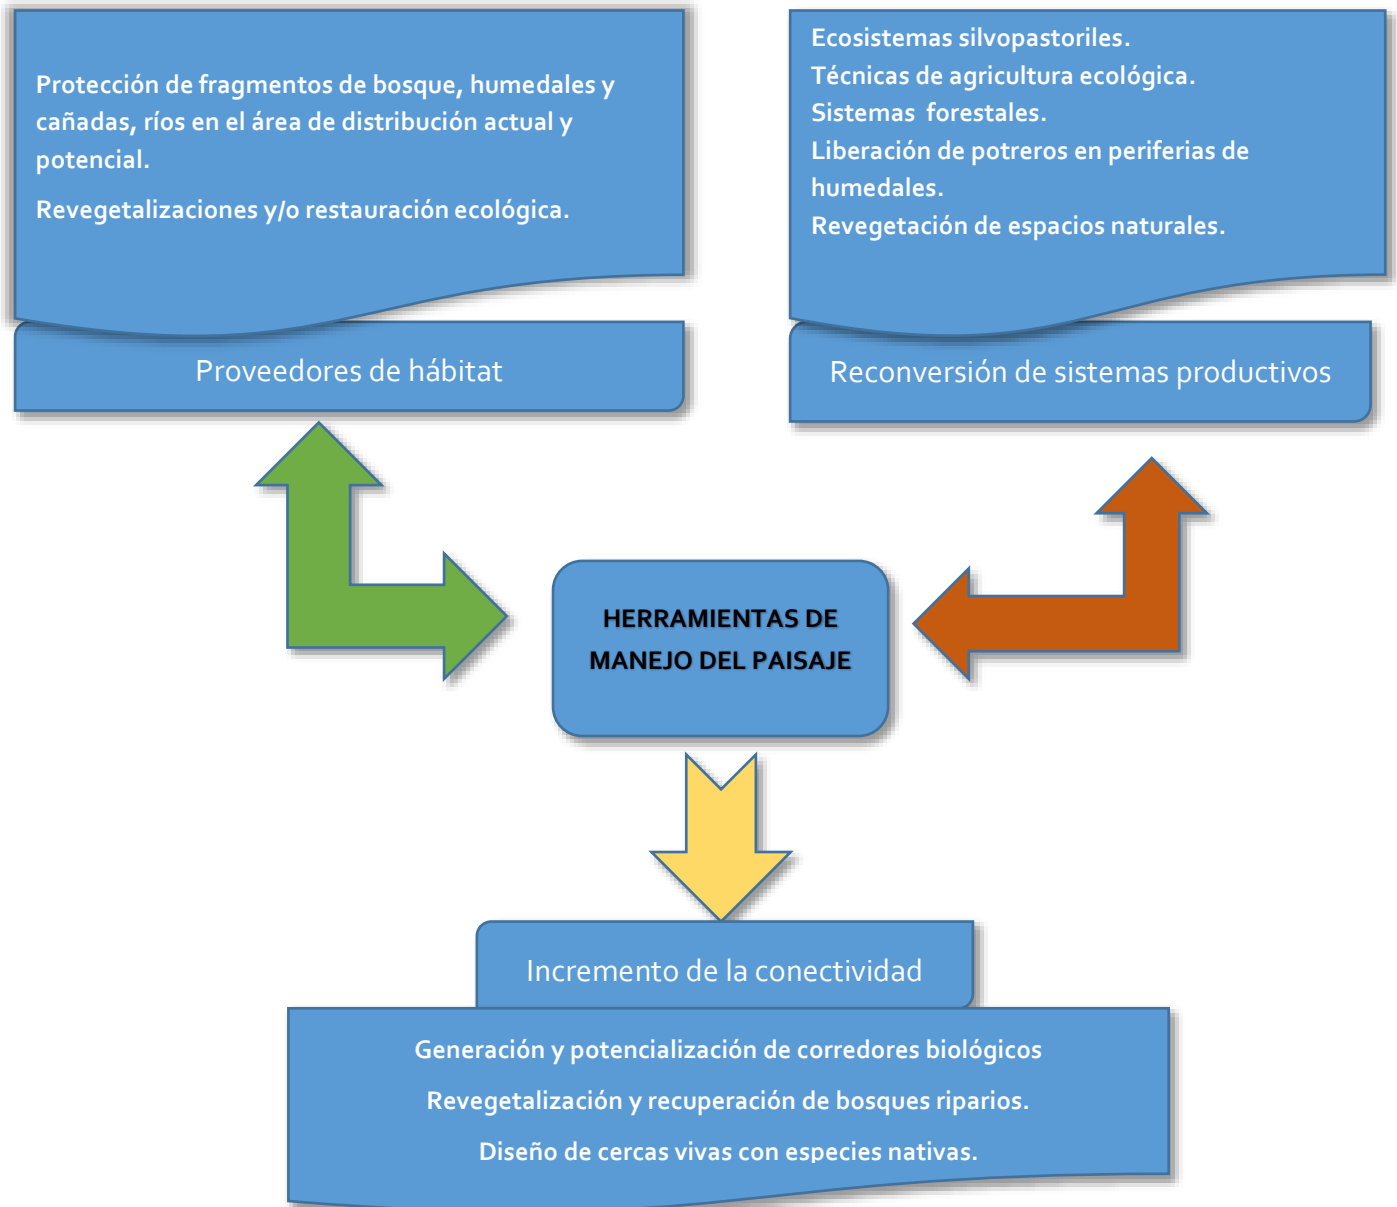 Protección de fragmentos de bosque, humedales y
cañadas, ríos en el área de distribución actual y
potencial.
Revegetalizaciones y/o restauración ecológica.
Proveedores de hábitat
Ecosistemas silvopastoriles.
Técnicas de agricultura ecológica.
Sistemas forestales.
Liberación de potreros en periferias de
humedales.
Revegetación de espacios naturales.
Reconversión de sistemas productivos
HERRAMIENTAS DE
MANEJO DEL PAISAJE
Incremento de la conectividad
Generación y potencialización de corredores biológicos
Revegetalización y recuperación de bosques riparios.
Diseño de cercas vivas con especies nativas.